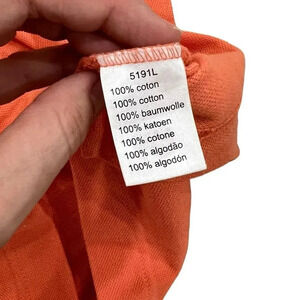 5191L
100% coton
100% cotton
100% baumwolle
100% katoen
100% cotone
100% algodão
100% algodón